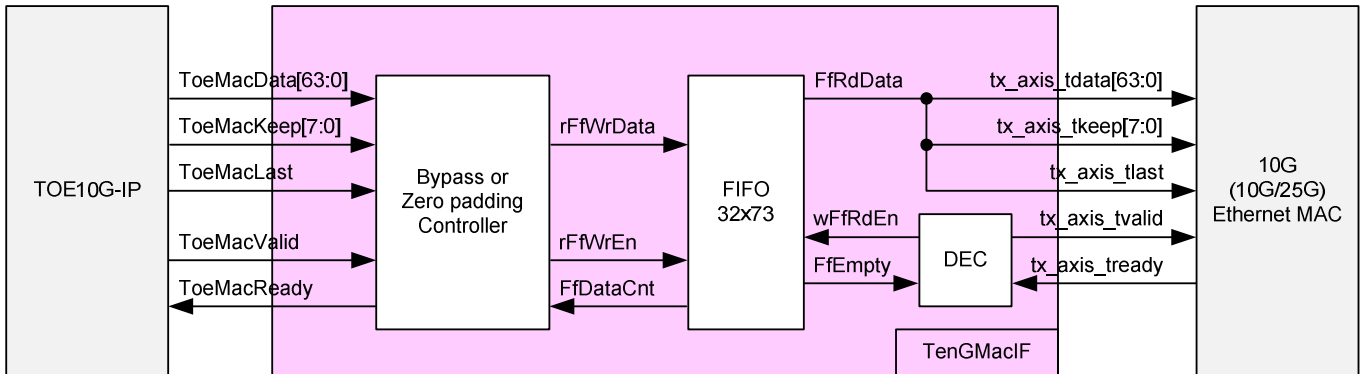 ToeMacData[63:0]
ToeMacKeep[7:0]
ToeMacLast
ToeMacValid
ToeMacReady
TOE10G-IP
Bypass or
Zero padding
Controller
rFfWrData
rFfWrEn
FfDataCnt
FIFO
32x73
FfRdData
wFfRdEn
FfEmpty
DEC
tx_axis_tdata[63:0]
tx_axis_tkeep[7:0]
tx_axis_tlast
tx_axis_tvalid
tx_axis_tready
10G
(10G/25G)
Ethernet MAC
TenGMacIF